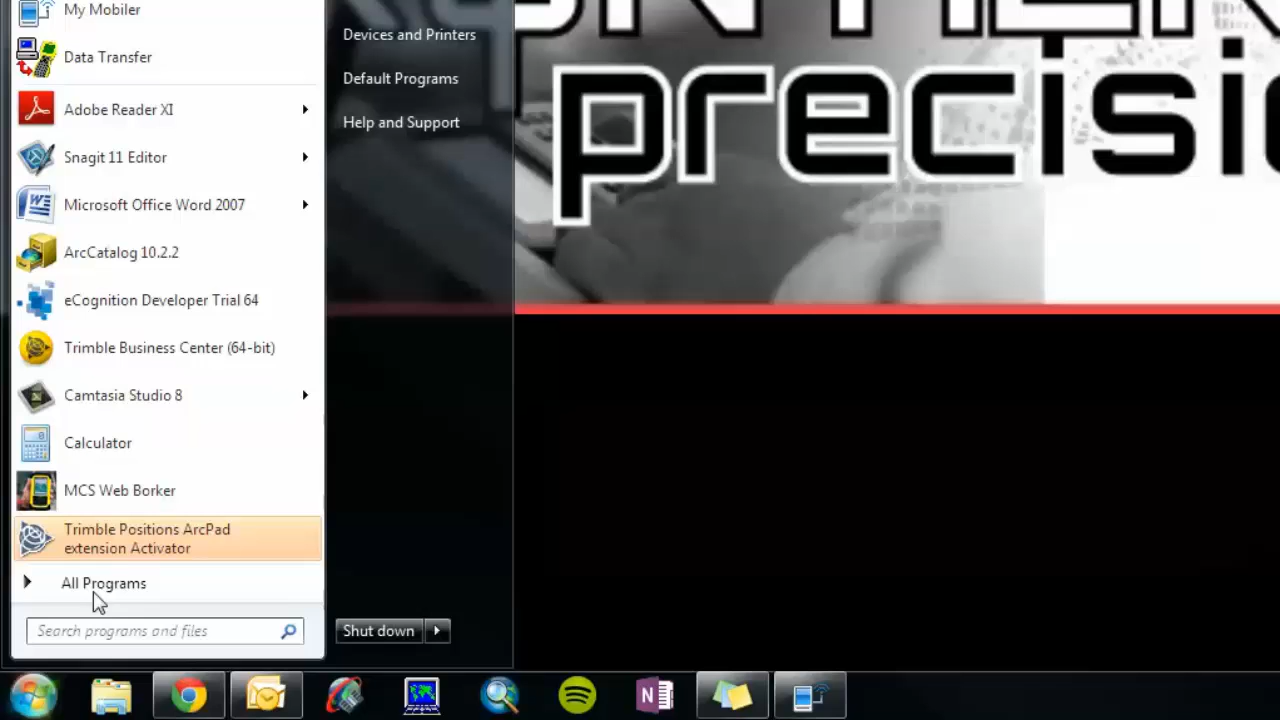 My Mobiler
Data Transfer
Adobe Reader XI
Snagit 11 Editor
Microsoft Office Word 2007
ArcCatalog 10.2.2
eCognition Developer Trial 64
Trimble Business Center (64-bit)
Camtasia Studio 8
Calculator
MCS Web Borker
Trimble Positions ArcPad
extension Activator
All Programs
Search programs and files
Devices and Printers
Default Programs
Help and Support
Shut down
precisi